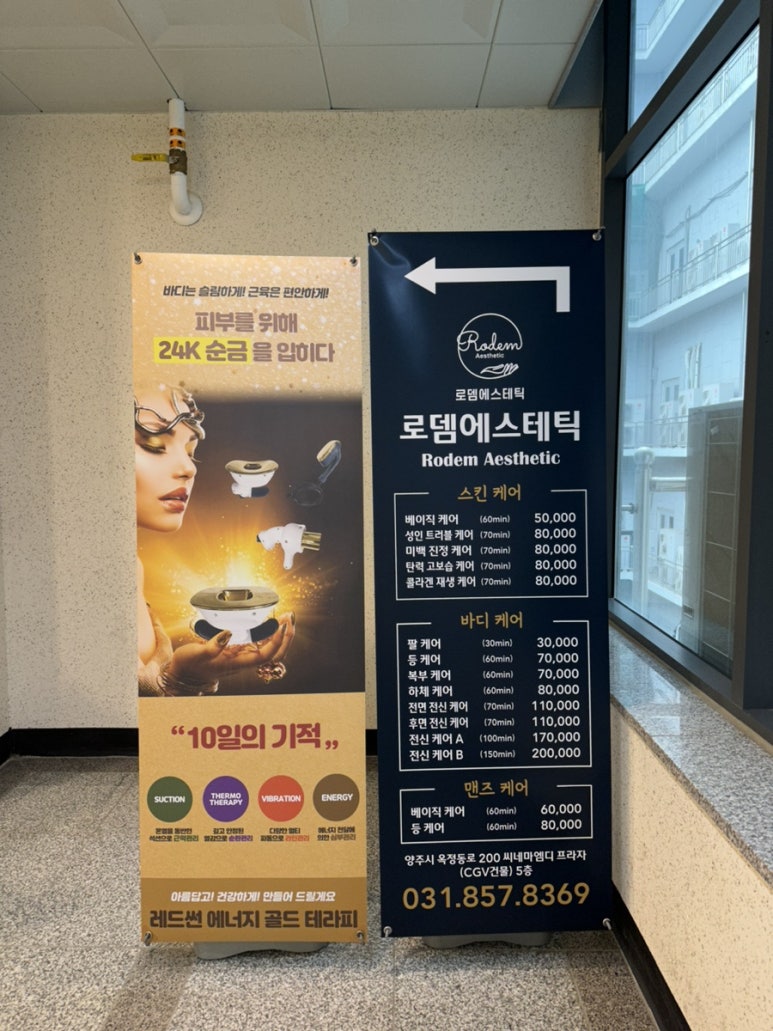 바디는 슬림하게! 근육은 편안하게!
피부를 위해
24K 순금 을 입히다
"10일의 기적"
SUCTION
THERMO THERAPY
VIBRATION
ENERGY
아름답고! 건강하게! 만들어 드릴게요
레드썬 에너지 골드 테라피
Rodem
Aesthetic
로뎀에스테틱
로뎀에스테틱
Rodem Aesthetic
스킨 케어
베이직 케어 (60min) 50,000
성인 트러블 케어 (70min) 80,000
미백 진정 케어 (70min) 80,000
탄력 고보습 케어 (70min) 80,000
콜라겐 재생 케어 (70min) 80,000
바디 케어
팔 케어 (30min) 30,000
등 케어 (60min) 70,000
복부 케어 (60min) 70,000
하체 케어 (60min) 80,000
전면 전신 케어 (70min) 110,000
후면 전신 케어 (70min) 110,000
전신 케어 A (100min) 170,000
전신 케어 B (150min) 200,000
맨즈 케어
베이직 케어 (60min) 60,000
등 케어 (60min) 80,000
양주시 옥정동로 200 씨네마엠디 프라자
(CGV건물) 5층
031.857.8369